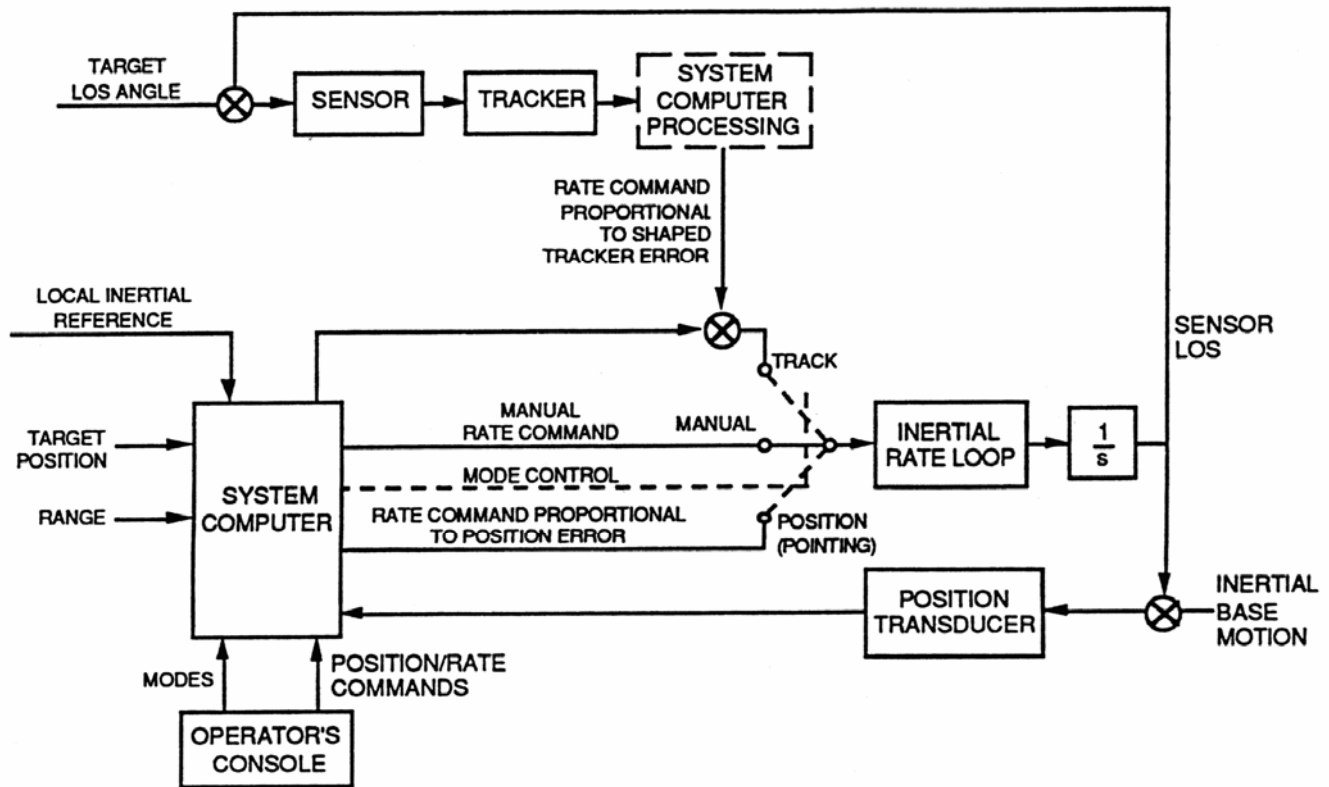 TARGET
LOS ANGLE
SENSOR
TRACKER
SYSTEM
COMPUTER
PROCESSING
RATE COMMAND
PROPORTIONAL
TO SHAPED
TRACKER ERROR
LOCAL INERTIAL
REFERENCE
SENSOR
LOS
TRACK
MANUAL
RATE COMMAND
MANUAL
INERTIAL
RATE LOOP
1
s
TARGET
POSITION
MODE CONTROL
SYSTEM
COMPUTER
RANGE
RATE COMMAND PROPORTIONAL
TO POSITION ERROR
POSITION
(POINTING)
POSITION
TRANSDUCER
INERTIAL
BASE
MOTION
MODES
POSITION/RATE
COMMANDS
OPERATOR'S
CONSOLE